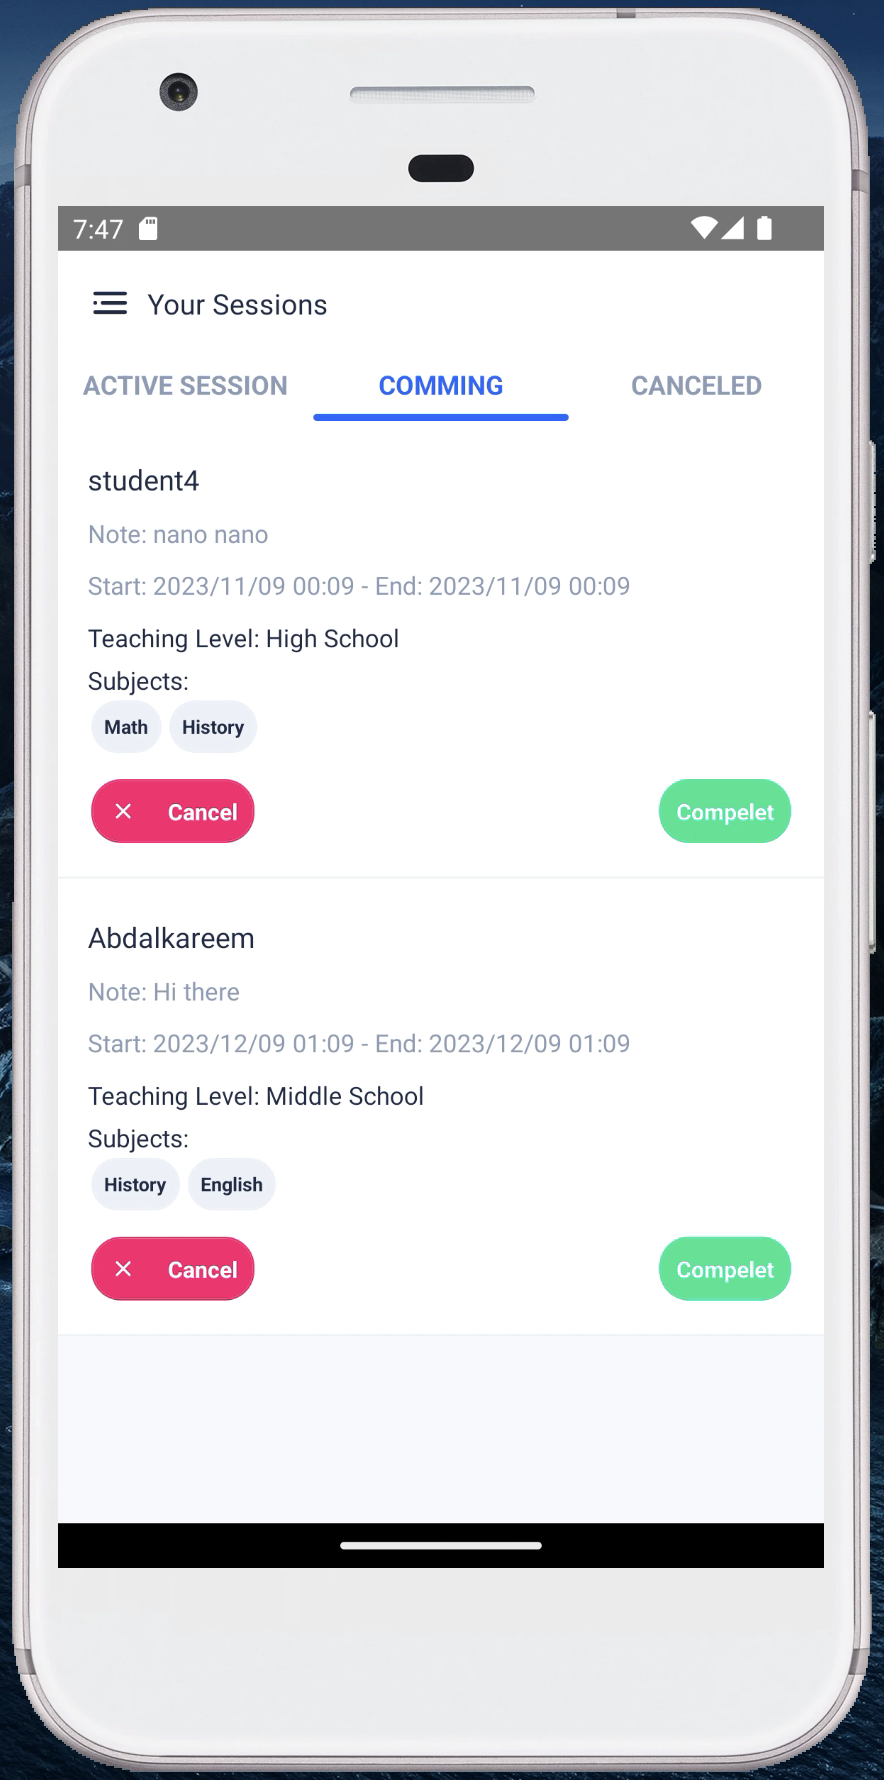 7:47
Your Sessions
ACTIVE SESSION COMMING CANCELED
student4
Note: nano nano
Start: 2023/11/09 00:09 - End: 2023/11/09 00:09
Teaching Level: High School
Subjects:
Math History
Cancel Compelet
Abdalkareem
Note: Hi there
Start: 2023/12/09 01:09 - End: 2023/12/09 01:09
Teaching Level: Middle School
Subjects:
History English
Cancel Compelet